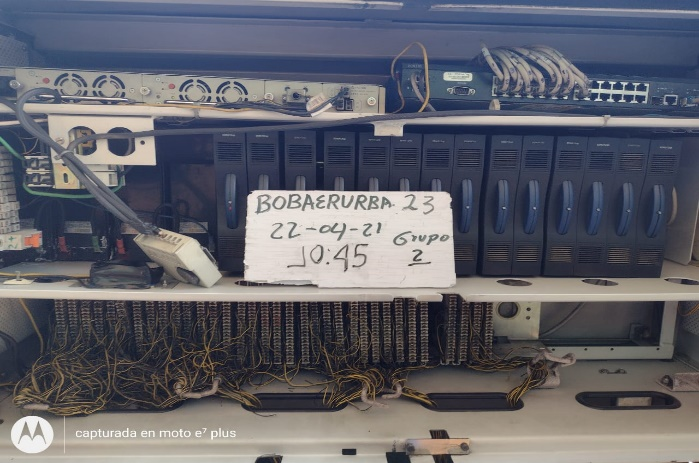 BOBAERURBA 23
22-04-21
10:45 Grupo 2
capturada en moto e⁷ plus